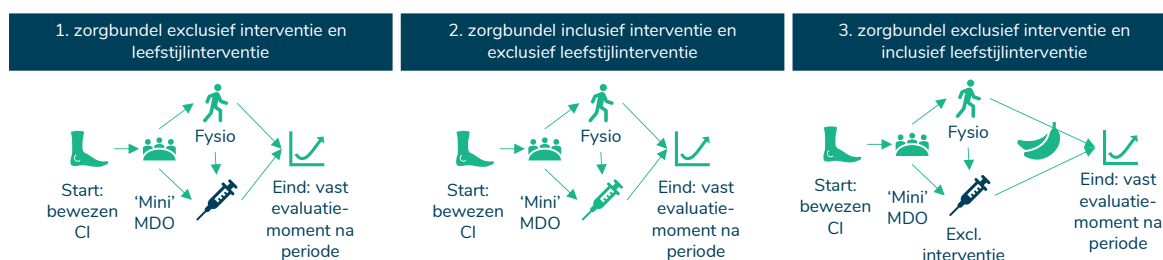 1. zorgbundel exclusief interventie en
leefstijlinterventie
Fysio
Start:
bewezen
CI
‘Mini’
MDO
Eind: vast
evaluatie-
moment na
periode
2. zorgbundel inclusief interventie en
exclusief leefstijlinterventie
Fysio
Start:
bewezen
CI
‘Mini’
MDO
Eind: vast
evaluatie-
moment na
periode
3. zorgbundel exclusief interventie en
inclusief leefstijlinterventie
Fysio
Start:
bewezen
CI
‘Mini’
MDO
Excl.
interventie
Eind: vast
evaluatie-
moment na
periode